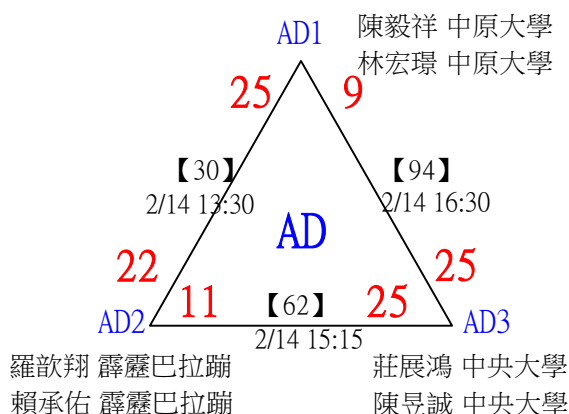 陳毅祥 中原大學
AD1
林宏璟 中原大學
25
9
【30】
2/14 13:30
【94】
2/14 16:30
AD
22
25
11
【62】
25
AD2
2/14 15:15
AD3
羅歆翔 霹靂巴拉蹦
莊展鴻 中央大學
賴承佑 霹靂巴拉蹦
陳昱誠 中央大學